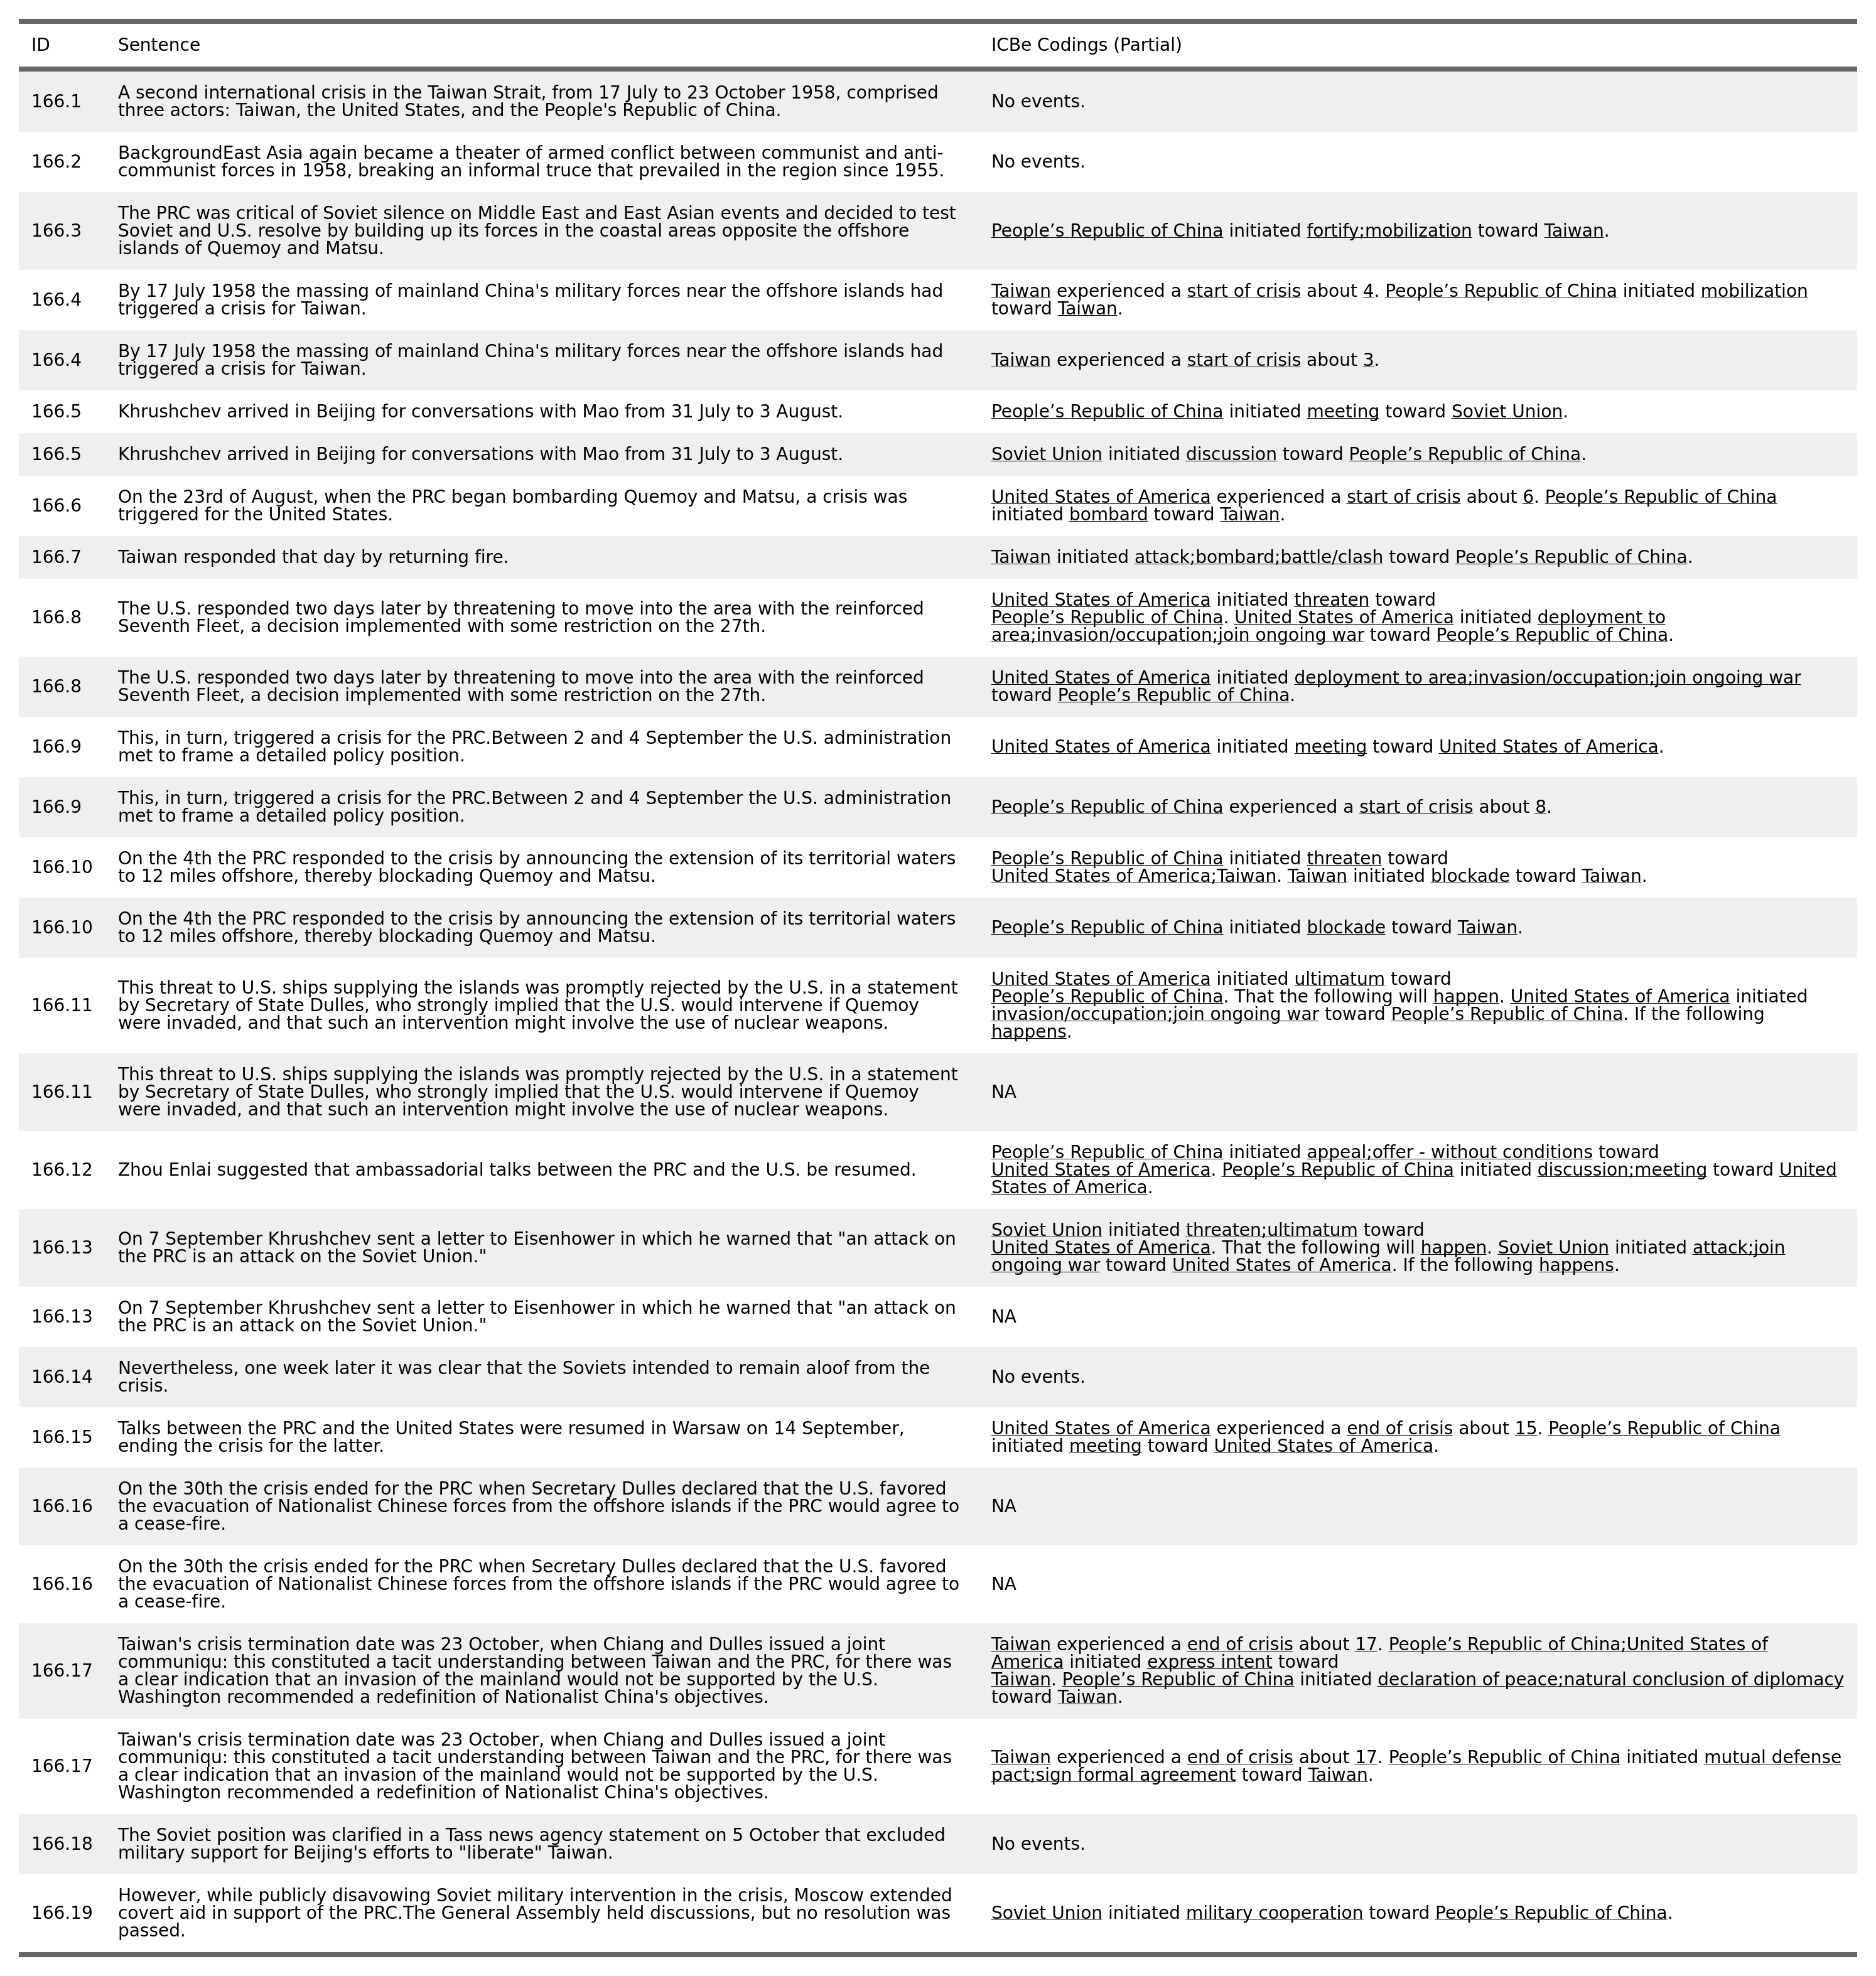 ID Sentence ICBe Codings (Partial)
166.1 A second international crisis in the Taiwan Strait, from 17 July to 23 October 1958, comprised
three actors: Taiwan, the United States, and the People's Republic of China.
No events.
166.2 BackgroundEast Asia again became a theater of armed conflict between communist and anti-
communist forces in 1958, breaking an informal truce that prevailed in the region since 1955.
No events.
166.3 The PRC was critical of Soviet silence on Middle East and East Asian events and decided to test
Soviet and U.S. resolve by building up its forces in the coastal areas opposite the offshore
islands of Quemoy and Matsu.
People’s Republic of China initiated fortify;mobilization toward Taiwan.
166.4 By 17 July 1958 the massing of mainland China's military forces near the offshore islands had
triggered a crisis for Taiwan.
Taiwan experienced a start of crisis about 4. People’s Republic of China initiated mobilization
toward Taiwan.
166.4 By 17 July 1958 the massing of mainland China's military forces near the offshore islands had
triggered a crisis for Taiwan.
Taiwan experienced a start of crisis about 3.
166.5 Khrushchev arrived in Beijing for conversations with Mao from 31 July to 3 August.
People’s Republic of China initiated meeting toward Soviet Union.
166.5 Khrushchev arrived in Beijing for conversations with Mao from 31 July to 3 August.
Soviet Union initiated discussion toward People’s Republic of China.
166.6 On the 23rd of August, when the PRC began bombarding Quemoy and Matsu, a crisis was
triggered for the United States.
United States of America experienced a start of crisis about 6. People’s Republic of China
initiated bombard toward Taiwan.
166.7 Taiwan responded that day by returning fire.
Taiwan initiated attack;bombard;battle/clash toward People’s Republic of China.
166.8 The U.S. responded two days later by threatening to move into the area with the reinforced
Seventh Fleet, a decision implemented with some restriction on the 27th.
United States of America initiated threaten toward
People’s Republic of China. United States of America initiated deployment to
area;invasion/occupation;join ongoing war toward People’s Republic of China.
166.8 The U.S. responded two days later by threatening to move into the area with the reinforced
Seventh Fleet, a decision implemented with some restriction on the 27th.
United States of America initiated deployment to area;invasion/occupation;join ongoing war
toward People’s Republic of China.
166.9 This, in turn, triggered a crisis for the PRC.Between 2 and 4 September the U.S. administration
met to frame a detailed policy position.
United States of America initiated meeting toward United States of America.
166.9 This, in turn, triggered a crisis for the PRC.Between 2 and 4 September the U.S. administration
met to frame a detailed policy position.
People’s Republic of China experienced a start of crisis about 8.
166.10 On the 4th the PRC responded to the crisis by announcing the extension of its territorial waters
to 12 miles offshore, thereby blockading Quemoy and Matsu.
People’s Republic of China initiated threaten toward
United States of America;Taiwan. Taiwan initiated blockade toward Taiwan.
166.10 On the 4th the PRC responded to the crisis by announcing the extension of its territorial waters
to 12 miles offshore, thereby blockading Quemoy and Matsu.
People’s Republic of China initiated blockade toward Taiwan.
166.11 This threat to U.S. ships supplying the islands was promptly rejected by the U.S. in a statement
by Secretary of State Dulles, who strongly implied that the U.S. would intervene if Quemoy
were invaded, and that such an intervention might involve the use of nuclear weapons.
United States of America initiated ultimatum toward
People’s Republic of China. That the following will happen. United States of America initiated
invasion/occupation;join ongoing war toward People’s Republic of China. If the following
happens.
166.11 This threat to U.S. ships supplying the islands was promptly rejected by the U.S. in a statement
by Secretary of State Dulles, who strongly implied that the U.S. would intervene if Quemoy
were invaded, and that such an intervention might involve the use of nuclear weapons.
NA
166.12 Zhou Enlai suggested that ambassadorial talks between the PRC and the U.S. be resumed.
People’s Republic of China initiated appeal;offer - without conditions toward
United States of America. People’s Republic of China initiated discussion;meeting toward United
States of America.
166.13 On 7 September Khrushchev sent a letter to Eisenhower in which he warned that "an attack on
the PRC is an attack on the Soviet Union."
Soviet Union initiated threaten;ultimatum toward
United States of America. That the following will happen. Soviet Union initiated attack;join
ongoing war toward United States of America. If the following happens.
166.13 On 7 September Khrushchev sent a letter to Eisenhower in which he warned that "an attack on
the PRC is an attack on the Soviet Union."
NA
166.14 Nevertheless, one week later it was clear that the Soviets intended to remain aloof from the
crisis.
No events.
166.15 Talks between the PRC and the United States were resumed in Warsaw on 14 September,
ending the crisis for the latter.
United States of America experienced a end of crisis about 15. People’s Republic of China
initiated meeting toward United States of America.
166.16 On the 30th the crisis ended for the PRC when Secretary Dulles declared that the U.S. favored
the evacuation of Nationalist Chinese forces from the offshore islands if the PRC would agree to
a cease-fire.
NA
166.16 On the 30th the crisis ended for the PRC when Secretary Dulles declared that the U.S. favored
the evacuation of Nationalist Chinese forces from the offshore islands if the PRC would agree to
a cease-fire.
NA
166.17 Taiwan's crisis termination date was 23 October, when Chiang and Dulles issued a joint
communiqu: this constituted a tacit understanding between Taiwan and the PRC, for there was
a clear indication that an invasion of the mainland would not be supported by the U.S.
Washington recommended a redefinition of Nationalist China's objectives.
Taiwan experienced a end of crisis about 17. People’s Republic of China;United States of
America initiated express intent toward
Taiwan. People’s Republic of China initiated declaration of peace;natural conclusion of diplomacy
toward Taiwan.
166.17 Taiwan's crisis termination date was 23 October, when Chiang and Dulles issued a joint
communiqu: this constituted a tacit understanding between Taiwan and the PRC, for there was
a clear indication that an invasion of the mainland would not be supported by the U.S.
Washington recommended a redefinition of Nationalist China's objectives.
Taiwan experienced a end of crisis about 17. People’s Republic of China initiated mutual defense
pact;sign formal agreement toward Taiwan.
166.18 The Soviet position was clarified in a Tass news agency statement on 5 October that excluded
military support for Beijing's efforts to "liberate" Taiwan.
No events.
166.19 However, while publicly disavowing Soviet military intervention in the crisis, Moscow extended
covert aid in support of the PRC.The General Assembly held discussions, but no resolution was
passed.
Soviet Union initiated military cooperation toward People’s Republic of China.